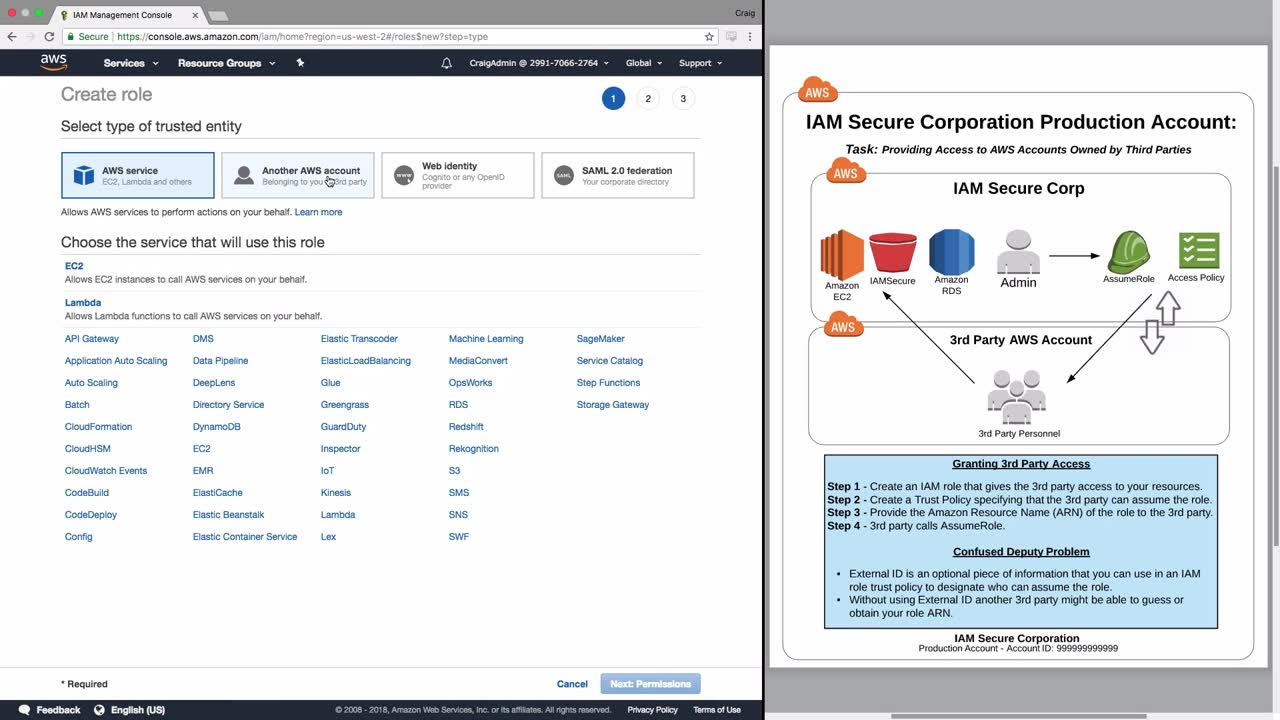 IAM Management Console
Craig
Secure | https://console.aws.amazon.com/iam/home?region=us-west-2#/roles$new?step=type
aws
Services
Resource Groups
CraigAdmin @ 2991-7066-2764
Global
Support
Create role
1
2
3
Select type of trusted entity
AWS service
EC2, Lambda and others
Another AWS account
Belonging to you 3rd party
WWW
Web identity
Cognito or any OpenID
provider
SAML
SAML 2.0 federation
Your corporate directory
Allows AWS services to perform actions on your behalf. Learn more
Choose the service that will use this role
EC2
Allows EC2 instances to call AWS services on your behalf.
Lambda
Allows Lambda functions to call AWS services on your behalf.
API Gateway DMS Elastic Transcoder Machine Learning SageMaker
Application Auto Scaling Data Pipeline ElasticLoadBalancing MediaConvert Service Catalog
Auto Scaling DeepLens Glue OpsWorks Step Functions
Batch Directory Service Greengrass RDS Storage Gateway
CloudFormation DynamoDB GuardDuty Redshift
CloudHSM EC2 Inspector Rekognition
CloudWatch Events EMR IoT S3
CodeBuild ElastiCache Kinesis SMS
CodeDeploy Elastic Beanstalk Lambda SNS
Config Elastic Container Service Lex SWF
* Required
Cancel
Next: Permissions
Feedback
English (US)
© 2008 - 2018, Amazon Web Services, Inc. or its affiliates. All rights reserved.
Privacy Policy
Terms of Use
AWS
IAM Secure Corporation Production Account:
Task: Providing Access to AWS Accounts Owned by Third Parties
AWS
IAM Secure Corp
Amazon
EC2
IAMSecure
Amazon
RDS
Admin
AssumeRole
Access Policy
AWS
3rd Party AWS Account
3rd Party Personnel
Granting 3rd Party Access
Step 1 - Create an IAM role that gives the 3rd party access to your resources.
Step 2 - Create a Trust Policy specifying that the 3rd party can assume the role.
Step 3 - Provide the Amazon Resource Name (ARN) of the role to the 3rd party.
Step 4 - 3rd party calls AssumeRole.
Confused Deputy Problem
• External ID is an optional piece of information that you can use in an IAM
role trust policy to designate who can assume the role.
• Without using External ID another 3rd party might be able to guess or
obtain your role ARN.
IAM Secure Corporation
Production Account - Account ID: 999999999999